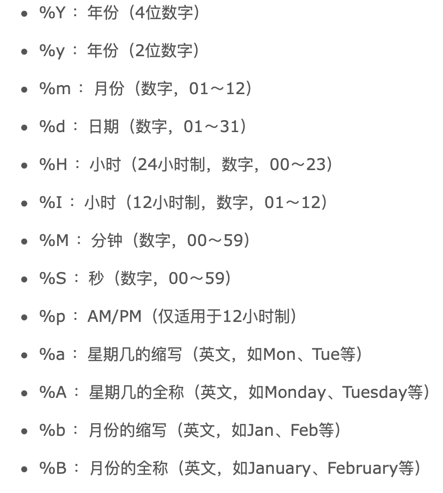 • %Y：年份（4位数字）
• %y：年份（2位数字）
• %m：月份（数字，01～12）
• %d：日期（数字，01～31）
• %H：小时（24小时制，数字，00～23）
• %I：小时（12小时制，数字，01～12）
• %M：分钟（数字，00～59）
• %S：秒（数字，00～59）
• %p：AM/PM（仅适用于12小时制）
• %a：星期几的缩写（英文，如Mon、Tue等）
• %A：星期几的全称（英文，如Monday、Tuesday等）
• %b：月份的缩写（英文，如Jan、Feb等）
• %B：月份的全称（英文，如January、February等）